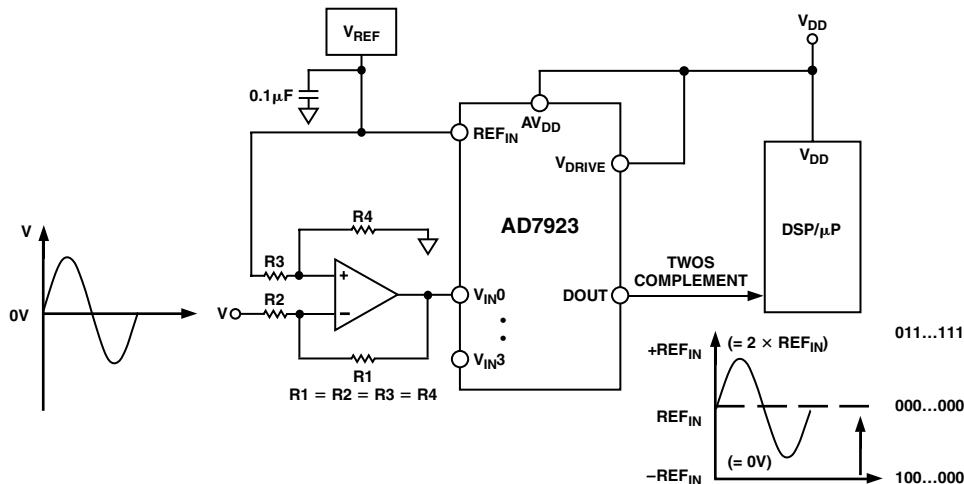 V_REF
V_DD
0.1µF
AV_DD
REF_IN
V_DRIVE
V_DD
R4
V
AD7923
DSP/µP
R3
TWOS
COMPLEMENT
R2
V
0V
V_IN0
DOUT
+REF_IN
(= 2 × REF_IN)
011...111
V_IN3
R1
R1 = R2 = R3 = R4
REF_IN
000...000
(= 0V)
–REF_IN
100...000
+
–